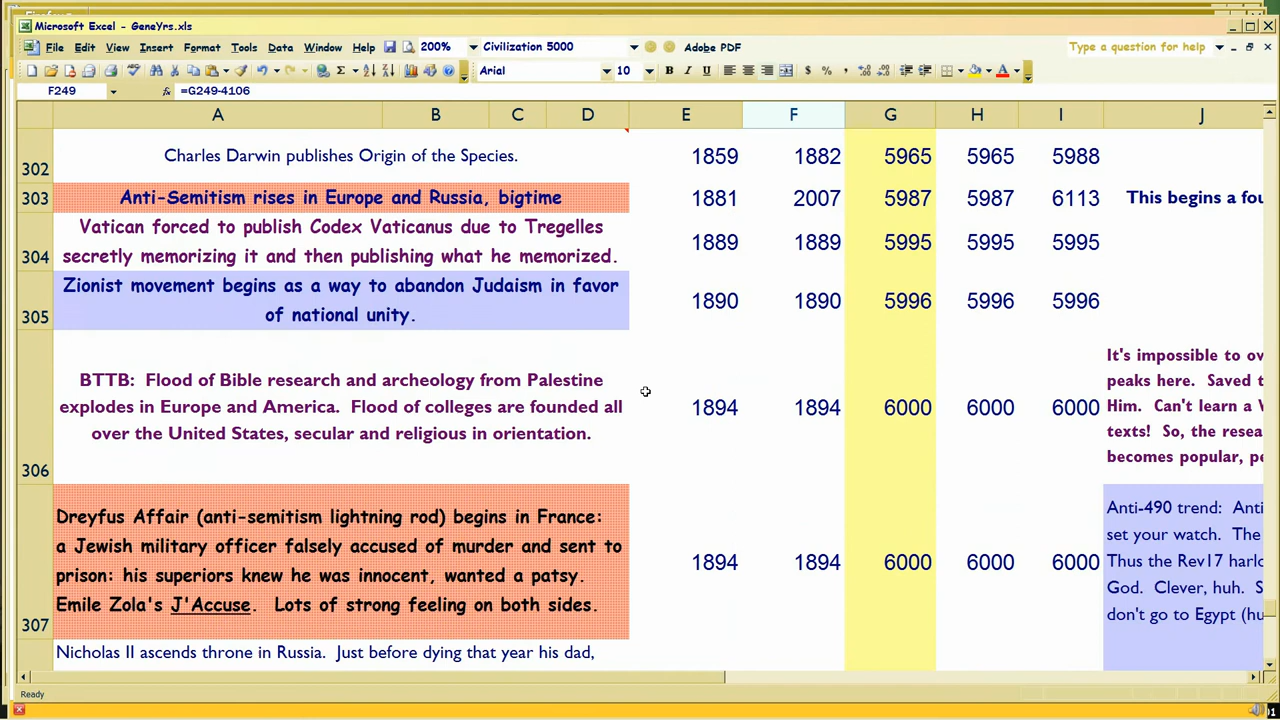 Microsoft Excel - GeneYrs.xls
File Edit View Insert Format Tools Data Window Help 200% Civilization 5000 Adobe PDF Type a question for help
Arial 10 B I U $ % ,
F249 fx =G249-4106
A B C D E F G H I J
302 Charles Darwin publishes Origin of the Species. 1859 1882 5965 5965 5988
303 Anti-Semitism rises in Europe and Russia, bigtime 1881 2007 5987 5987 6113 This begins a fou
Vatican forced to publish Codex Vaticanus due to Tregelles
304 secretly memorizing it and then publishing what he memorized. 1889 1889 5995 5995 5995
Zionist movement begins as a way to abandon Judaism in favor
305 of national unity. 1890 1890 5996 5996 5996
BTTB: Flood of Bible research and archeology from Palestine
explodes in Europe and America. Flood of colleges are founded all
over the United States, secular and religious in orientation.
306 1894 1894 6000 6000 6000
It's impossible to ov
peaks here. Saved t
Him. Can't learn a V
texts! So, the resea
becomes popular, pe
Dreyfus Affair (anti-semitism lightning rod) begins in France:
a Jewish military officer falsely accused of murder and sent to
prison: his superiors knew he was innocent, wanted a patsy.
Emile Zola's J'Accuse. Lots of strong feeling on both sides.
307 1894 1894 6000 6000 6000
Anti-490 trend: Anti
set your watch. The
Thus the Rev17 harlo
God. Clever, huh. S
don't go to Egypt (hu
Nicholas II ascends throne in Russia. Just before dying that year his dad,
Ready